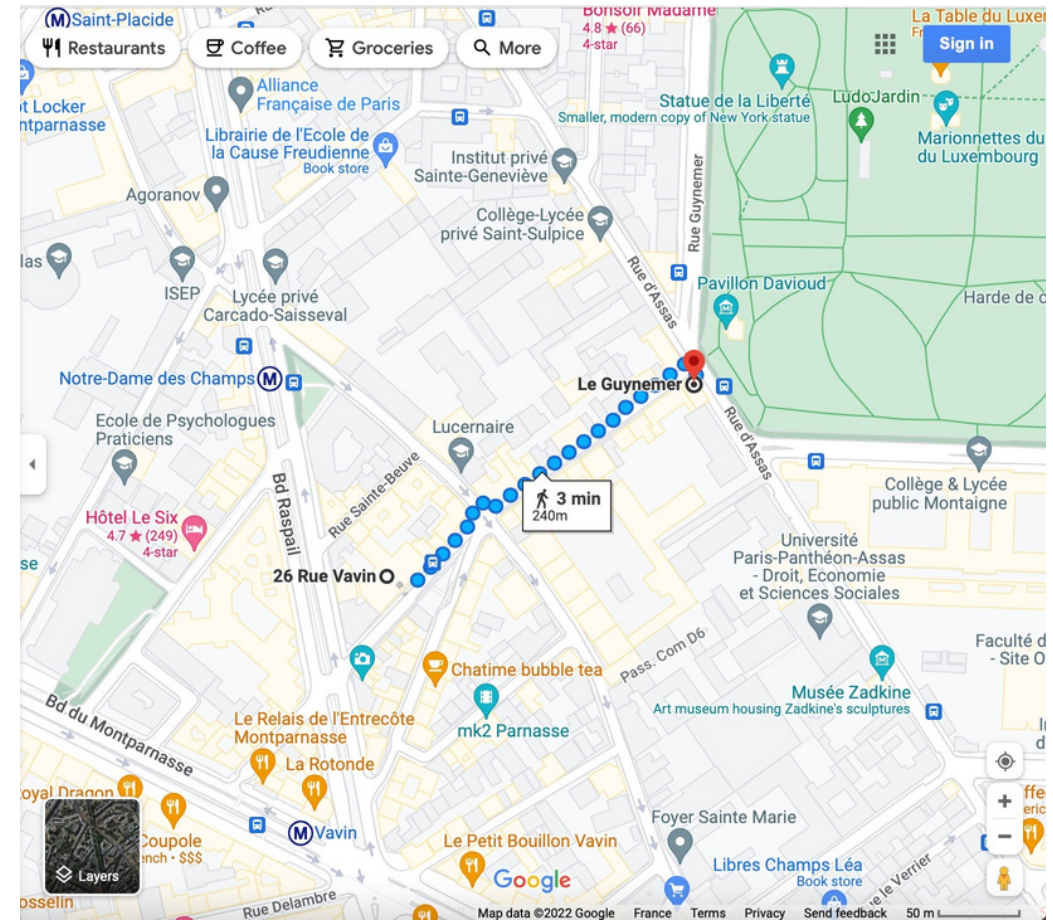 Saint-Placide
Bonsoir Madame
4.8 ★ (66)
4-star
La Table du Luxem
Restaurants
Coffee
Groceries
More
Sign in
Alliance
Française de Paris
ot Locker
ntparnasse
Statue de la Liberté
Smaller, modern copy of New York statue
LudoJardin
Librairie de l'Ecole de
la Cause Freudienne
Book store
Marionnettes du
du Luxembourg
Institut privé
Sainte-Geneviève
Agoranov
Rue Guynemer
Collège-Lycée
privé Saint-Sulpice
las
Rue d'Assas
ISEP
Lycée privé
Carcado-Saisseval
Pavillon Davioud
Harde de c
Notre-Dame des Champs
Le Guynemer
Ecole de Psychologues
Praticiens
Lucernaire
Rue d'Assas
Rue Sainte-Beuve
Bd Raspail
3 min
240m
Collège & Lycée
public Montaigne
Hôtel Le Six
4.7 ★ (249)
4-star
Université
Paris-Panthéon-Assas
- Droit, Economie
et Sciences Sociales
se
26 Rue Vavin
Pass. Com D6
Faculté d
- Site O
Chatime bubble tea
Musée Zadkine
Art museum housing Zadkine's sculptures
Bd du Montparnasse
Le Relais de l'Entrecôte
Montparnasse
mk2 Parnasse
La Rotonde
oyal Dragon
Foyer Sainte Marie
Vavin
Coupole
ench • $$$
Le Petit Bouillon Vavin
Layers
Libres Champs Léa
Book store
ue le Verrier
Google
osselin
Rue Delambre
Map data ©2022 Google
France
Terms
Privacy
Send feedback
50 m